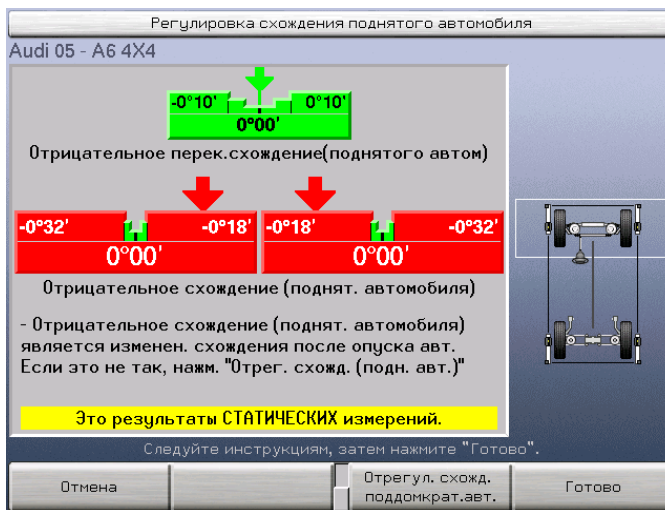 Регулировка схождения поднятого автомобиля
Audi 05 - A6 4X4
-0°10' 0°10'
0°00'
Отрицательное перек.схождение(поднятого автом)
-0°32' -0°18' -0°18' -0°32'
0°00' 0°00'
Отрицательное схождение (поднят. автомобиля)
- Отрицательное схождение (поднят. автомобиля)
является изменен. схождения после опуска авт.
Если это не так, нажм. "Отрег. схожд. (подн. авт.)"
Это результаты СТАТИЧЕСКИХ измерений.
Следуйте инструкциям, затем нажмите "Готово".
Отмена
Отрегул. схожд.
поддомкрат.авт.
Готово